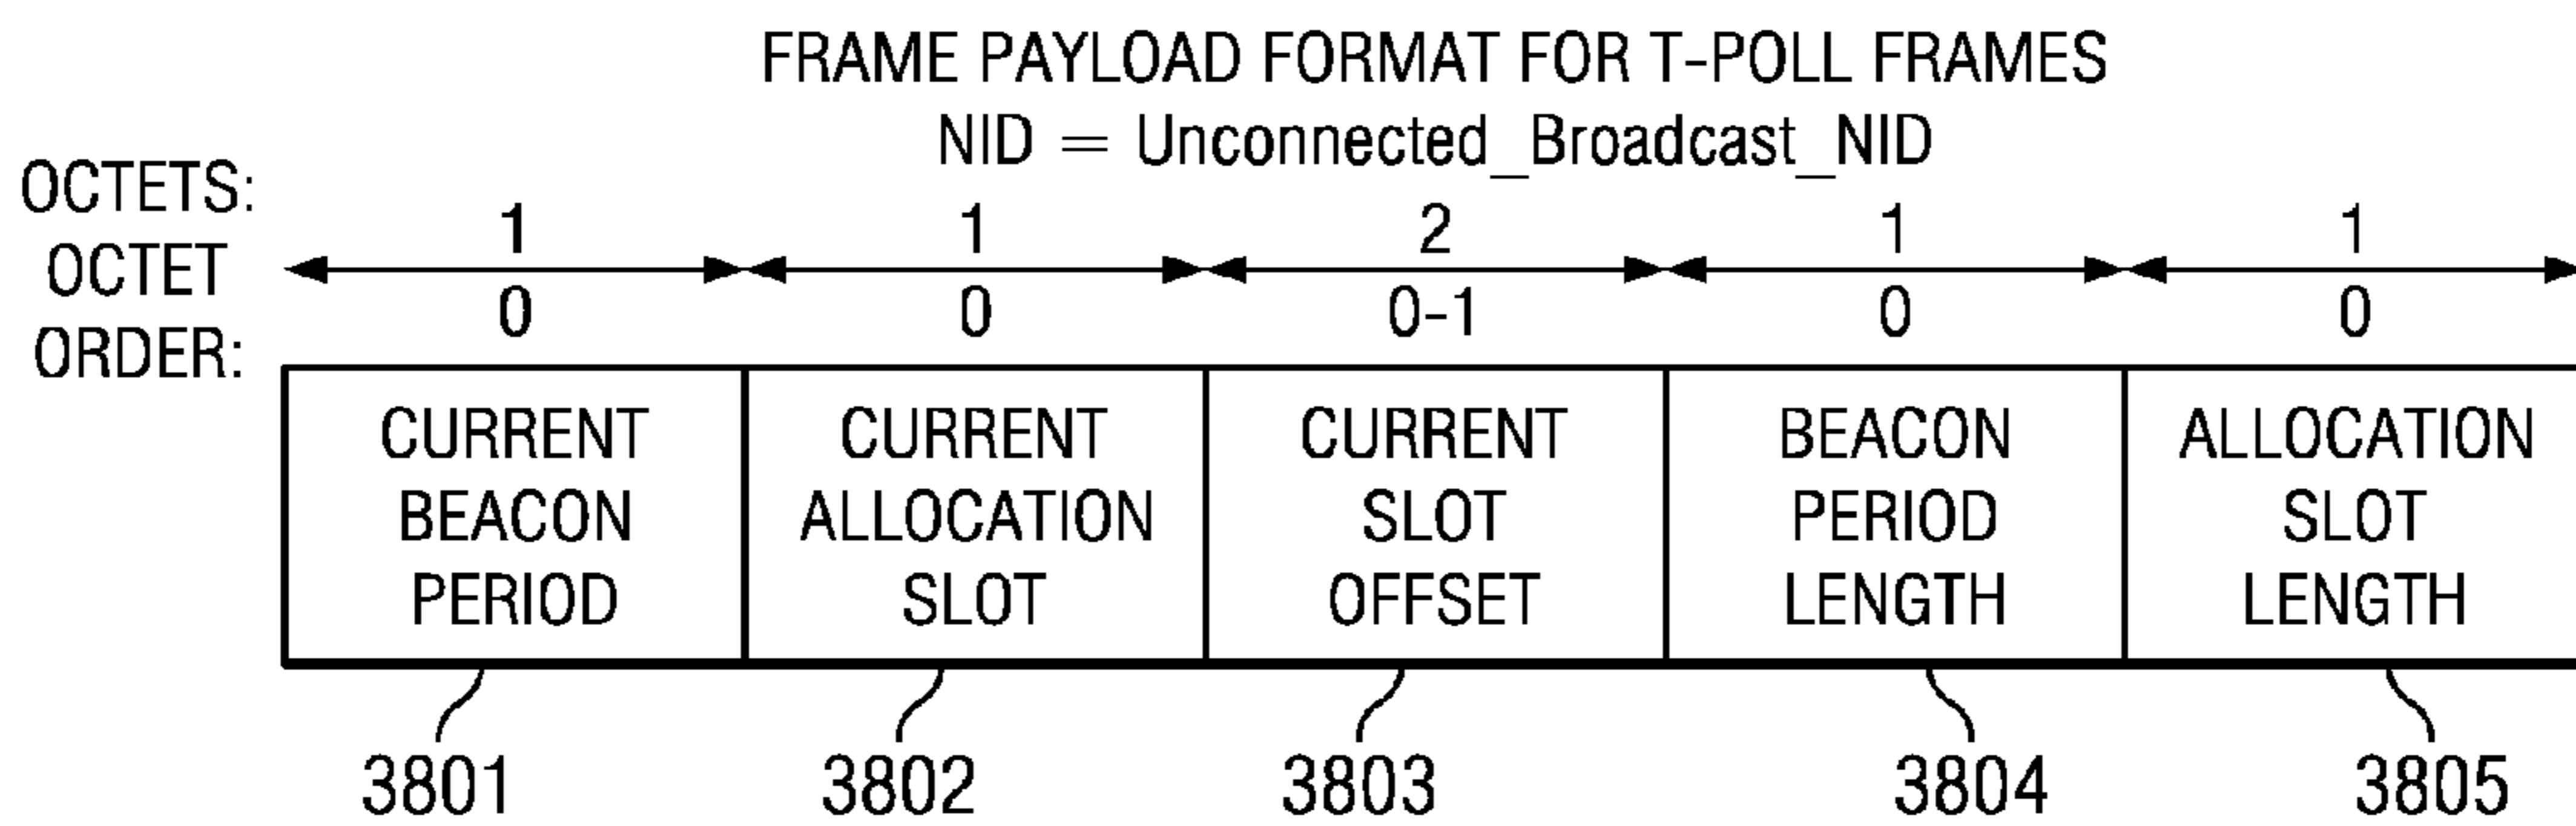 FRAME PAYLOAD FORMAT FOR T-POLL FRAMES
NID = Unconnected_Broadcast_NID
OCTETS: 1 1 2 1 1
OCTET
ORDER: 0 0 0-1 0 0
CURRENT CURRENT CURRENT BEACON ALLOCATION
BEACON ALLOCATION SLOT PERIOD SLOT
PERIOD SLOT OFFSET LENGTH LENGTH
3801 3802 3803 3804 3805